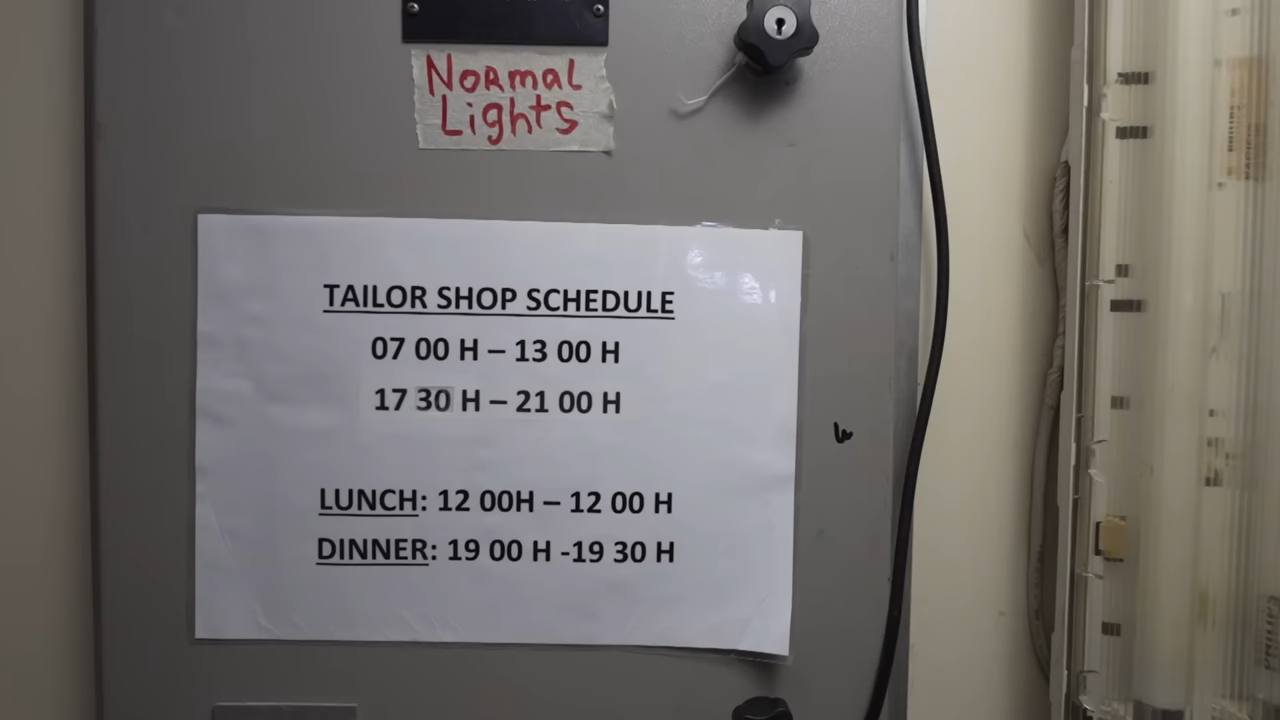 Normal
Lights
TAILOR SHOP SCHEDULE
07 00 H – 13 00 H
17 30 H – 21 00 H
LUNCH: 12 00H – 12 00 H
DINNER: 19 00 H -19 30 H